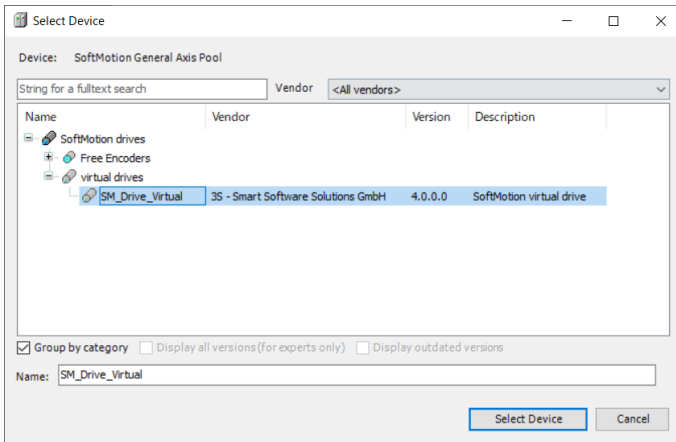 Select Device
Device: SoftMotion General Axis Pool
String for a fulltext search Vendor <All vendors>
Name Vendor Version Description
SoftMotion drives
Free Encoders
virtual drives
SM_Drive_Virtual 3S - Smart Software Solutions GmbH 4.0.0.0 SoftMotion virtual drive
Group by category Display all versions (for experts only) Display outdated versions
Name: SM_Drive_Virtual
Select Device Cancel